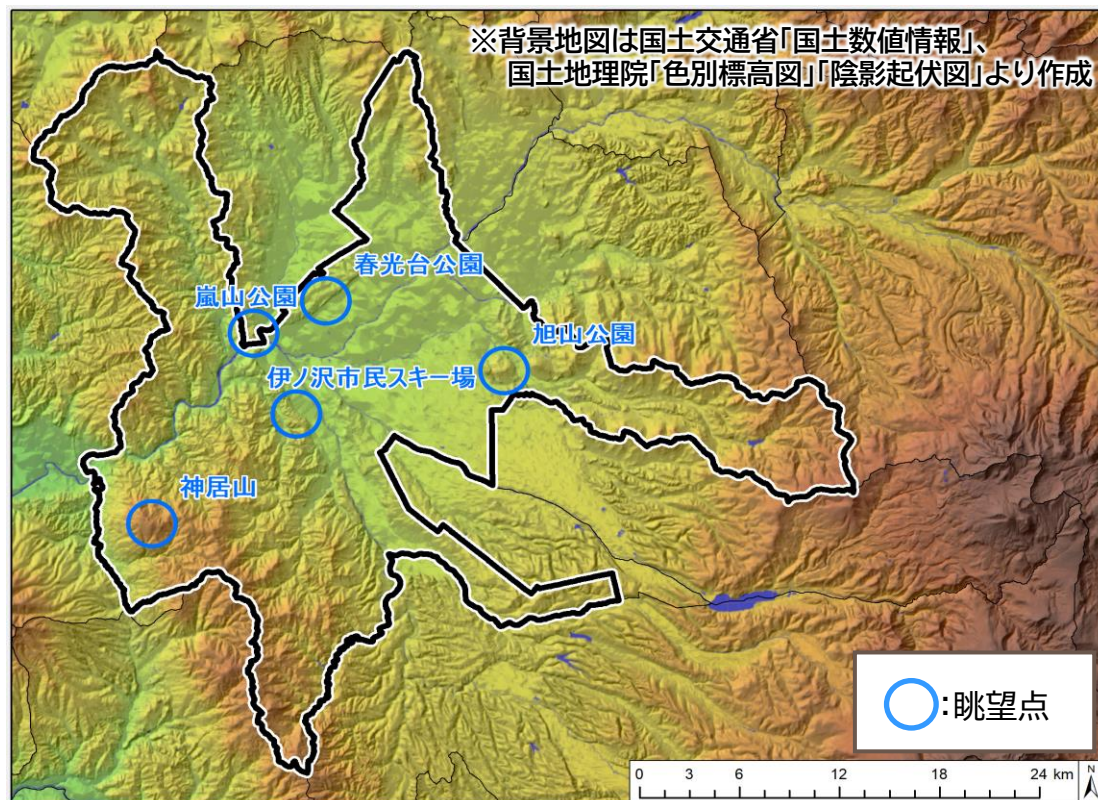 ※背景地図は国土交通省「国土数値情報」、
国土地理院「色別標高図」「陰影起伏図」より作成
春光台公園
嵐山公園
旭山公園
伊ノ沢市民スキー場
神居山
:眺望点
0 3 6 12 18 24 km
N